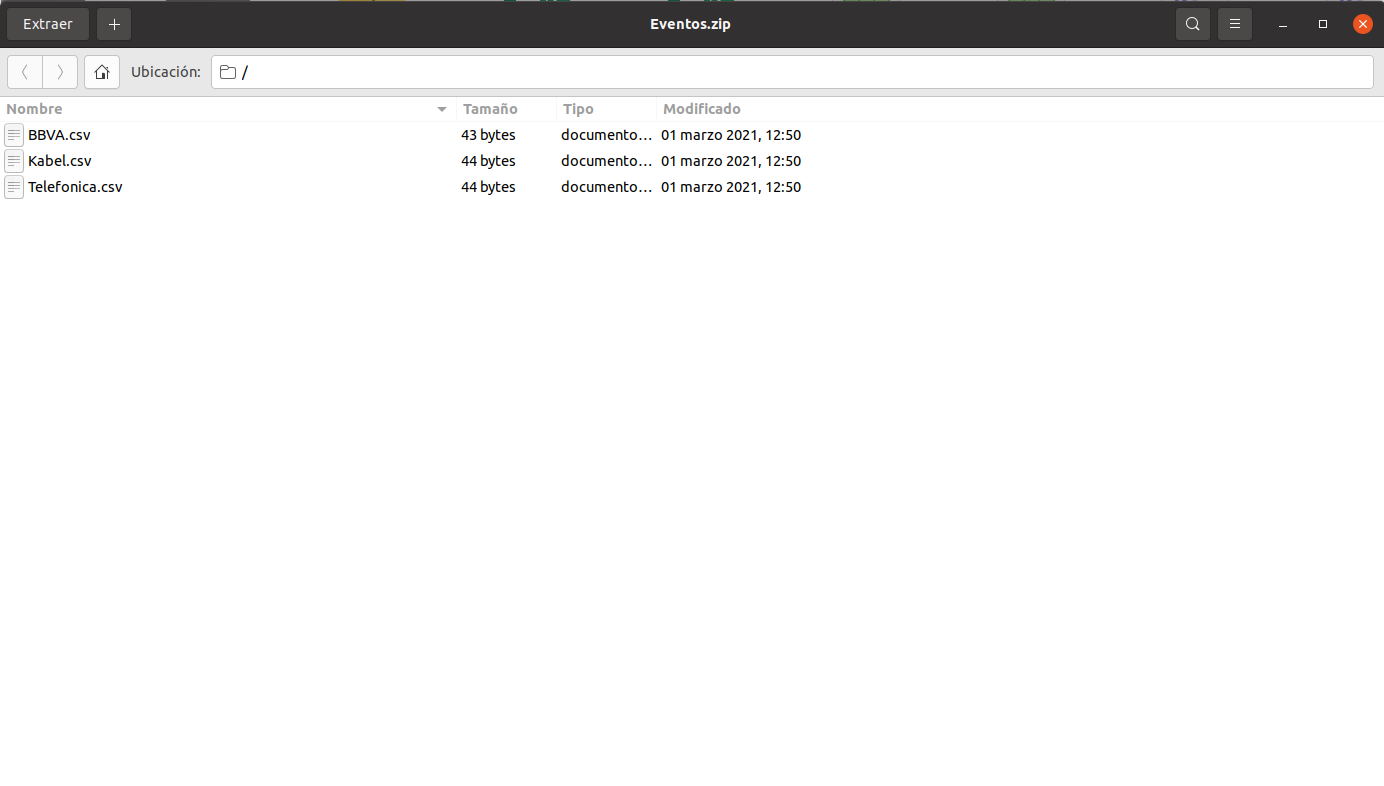 Extraer + Eventos.zip
Ubicación: /
Nombre Tamaño Tipo Modificado
BBVA.csv 43 bytes documento… 01 marzo 2021, 12:50
Kabel.csv 44 bytes documento… 01 marzo 2021, 12:50
Telefonica.csv 44 bytes documento… 01 marzo 2021, 12:50